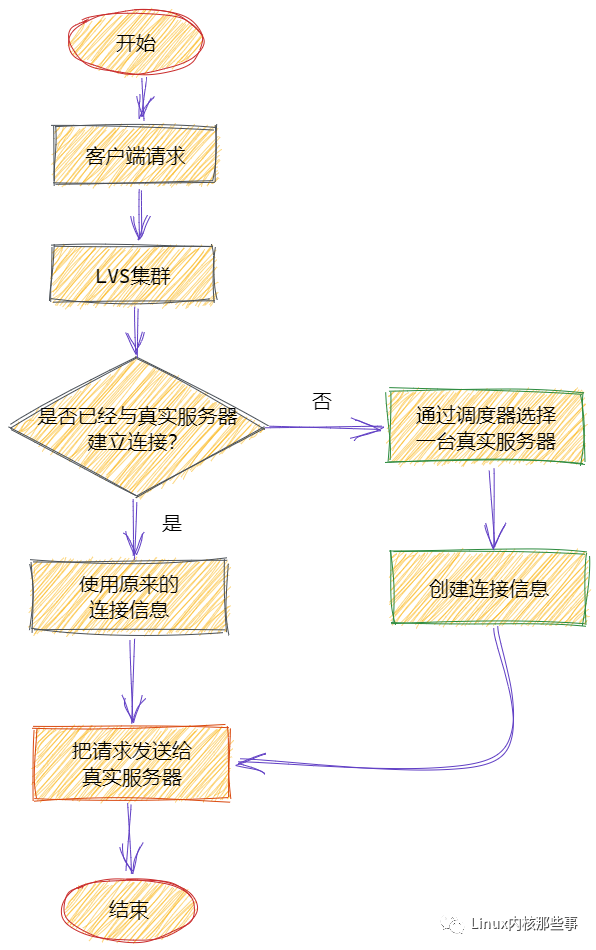 开始
客户端请求
LVS集群
是否已经与真实服务器
建立连接?
否
通过调度器选择
一台真实服务器
是
使用原来的
连接信息
创建连接信息
把请求发送给
真实服务器
结束
Linux内核那些事